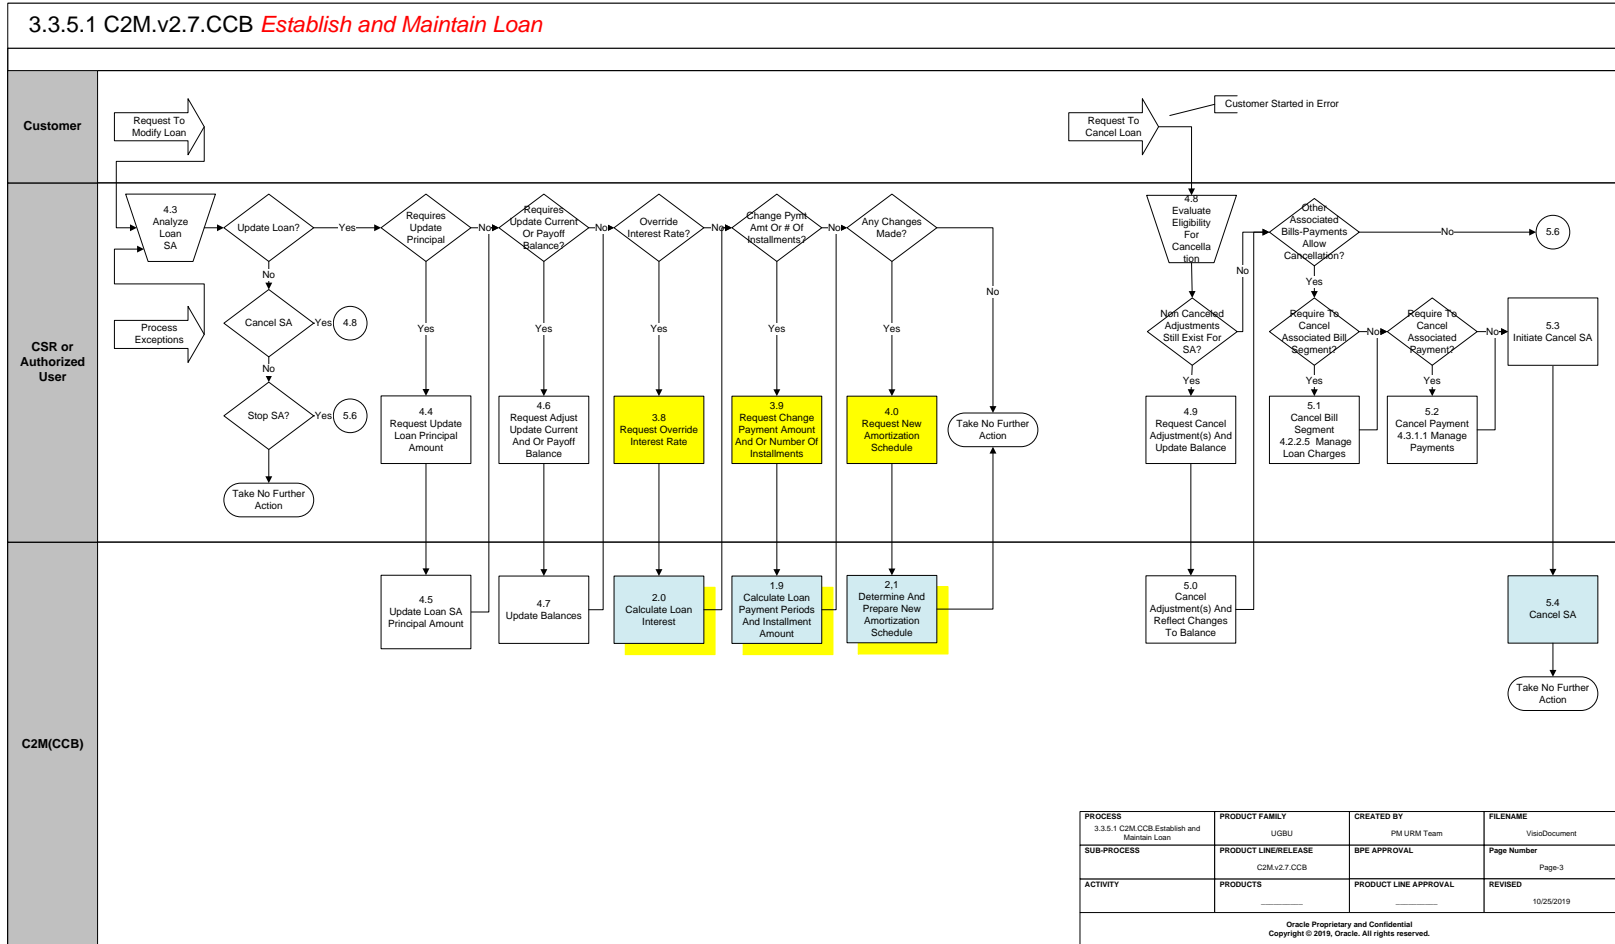 3.3.5.1 C2M.v2.7.CCB Establish and Maintain Loan
Customer
Request To
Modify Loan
Request To
Cancel Loan
Customer Started in Error
CSR or
Authorized
User
4.3
Analyze
Loan
SA
Process
Exceptions
Update Loan?
Yes
No
Cancel SA
Yes
4.8
No
Stop SA?
Yes
5.6
Take No Further
Action
Requires
Update
Principal
No
Yes
4.4
Request Update
Loan Principal
Amount
Requires
Update Current
Or Payoff
Balance?
No
Yes
4.6
Request Adjust
Update Current
And Or Payoff
Balance
Override
Interest Rate?
No
Yes
3.8
Request Override
Interest Rate
Change Pymt
Amt Or # Of
Installments?
No
Yes
3.9
Request Change
Payment Amount
And Or Number Of
Installments
Any Changes
Made?
No
Yes
4.0
Request New
Amortization
Schedule
Take No Further
Action
4.8
Evaluate
Eligibility
For
Cancella
tion
Non Canceled
Adjustments
Still Exist For
SA?
No
Yes
4.9
Request Cancel
Adjustment(s) And
Update Balance
Other
Associated
Bills-Payments
Allow
Cancellation?
No
5.6
Yes
Require To
Cancel
Associated Bill
Segment?
No
Yes
5.1
Cancel Bill
Segment
4.2.2.5 Manage
Loan Charges
Require To
Cancel
Associated
Payment?
No
Yes
5.2
Cancel Payment
4.3.1.1 Manage
Payments
5.3
Initiate Cancel SA
C2M(CCB)
4.5
Update Loan SA
Principal Amount
4.7
Update Balances
2.0
Calculate Loan
Interest
1.9
Calculate Loan
Payment Periods
And Installment
Amount
2,1
Determine And
Prepare New
Amortization
Schedule
5.0
Cancel
Adjustment(s) And
Reflect Changes
To Balance
5.4
Cancel SA
Take No Further
Action
PROCESS
3.3.5.1 C2M.CCB.Establish and
Maintain Loan
PRODUCT FAMILY
UGBU
CREATED BY
PM URM Team
FILENAME
VisioDocument
SUB-PROCESS
PRODUCT LINE/RELEASE
C2M.v2.7.CCB
BPE APPROVAL
Page Number
Page-3
ACTIVITY
PRODUCTS
___________
PRODUCT LINE APPROVAL
___________
REVISED
10/25/2019
Oracle Proprietary and Confidential
Copyright © 2019, Oracle. All rights reserved.